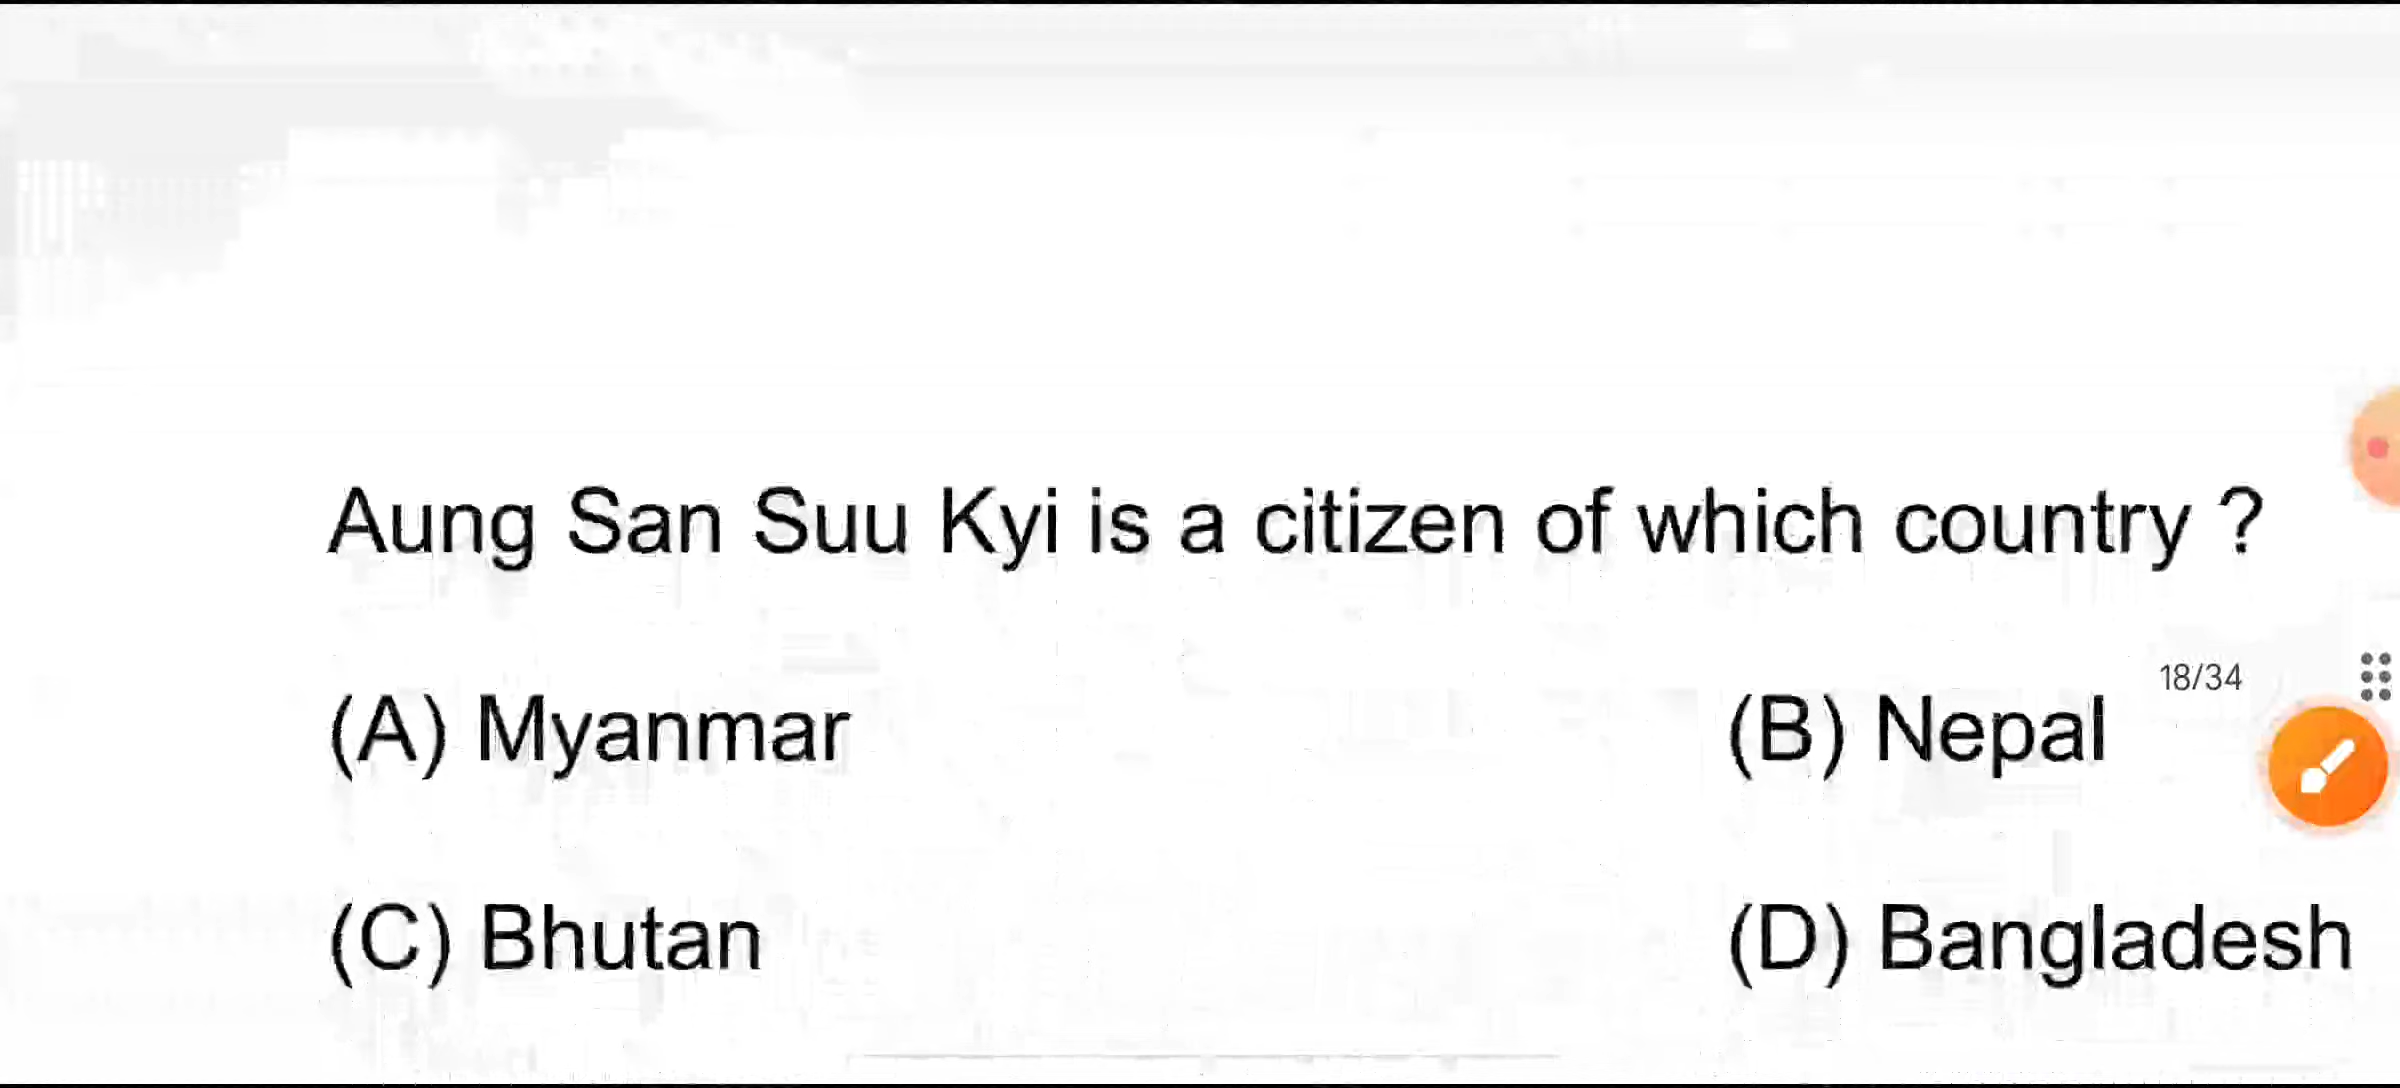 Aung San Suu Kyi is a citizen of which country ?
18/34
(A) Myanmar (B) Nepal
(C) Bhutan (D) Bangladesh